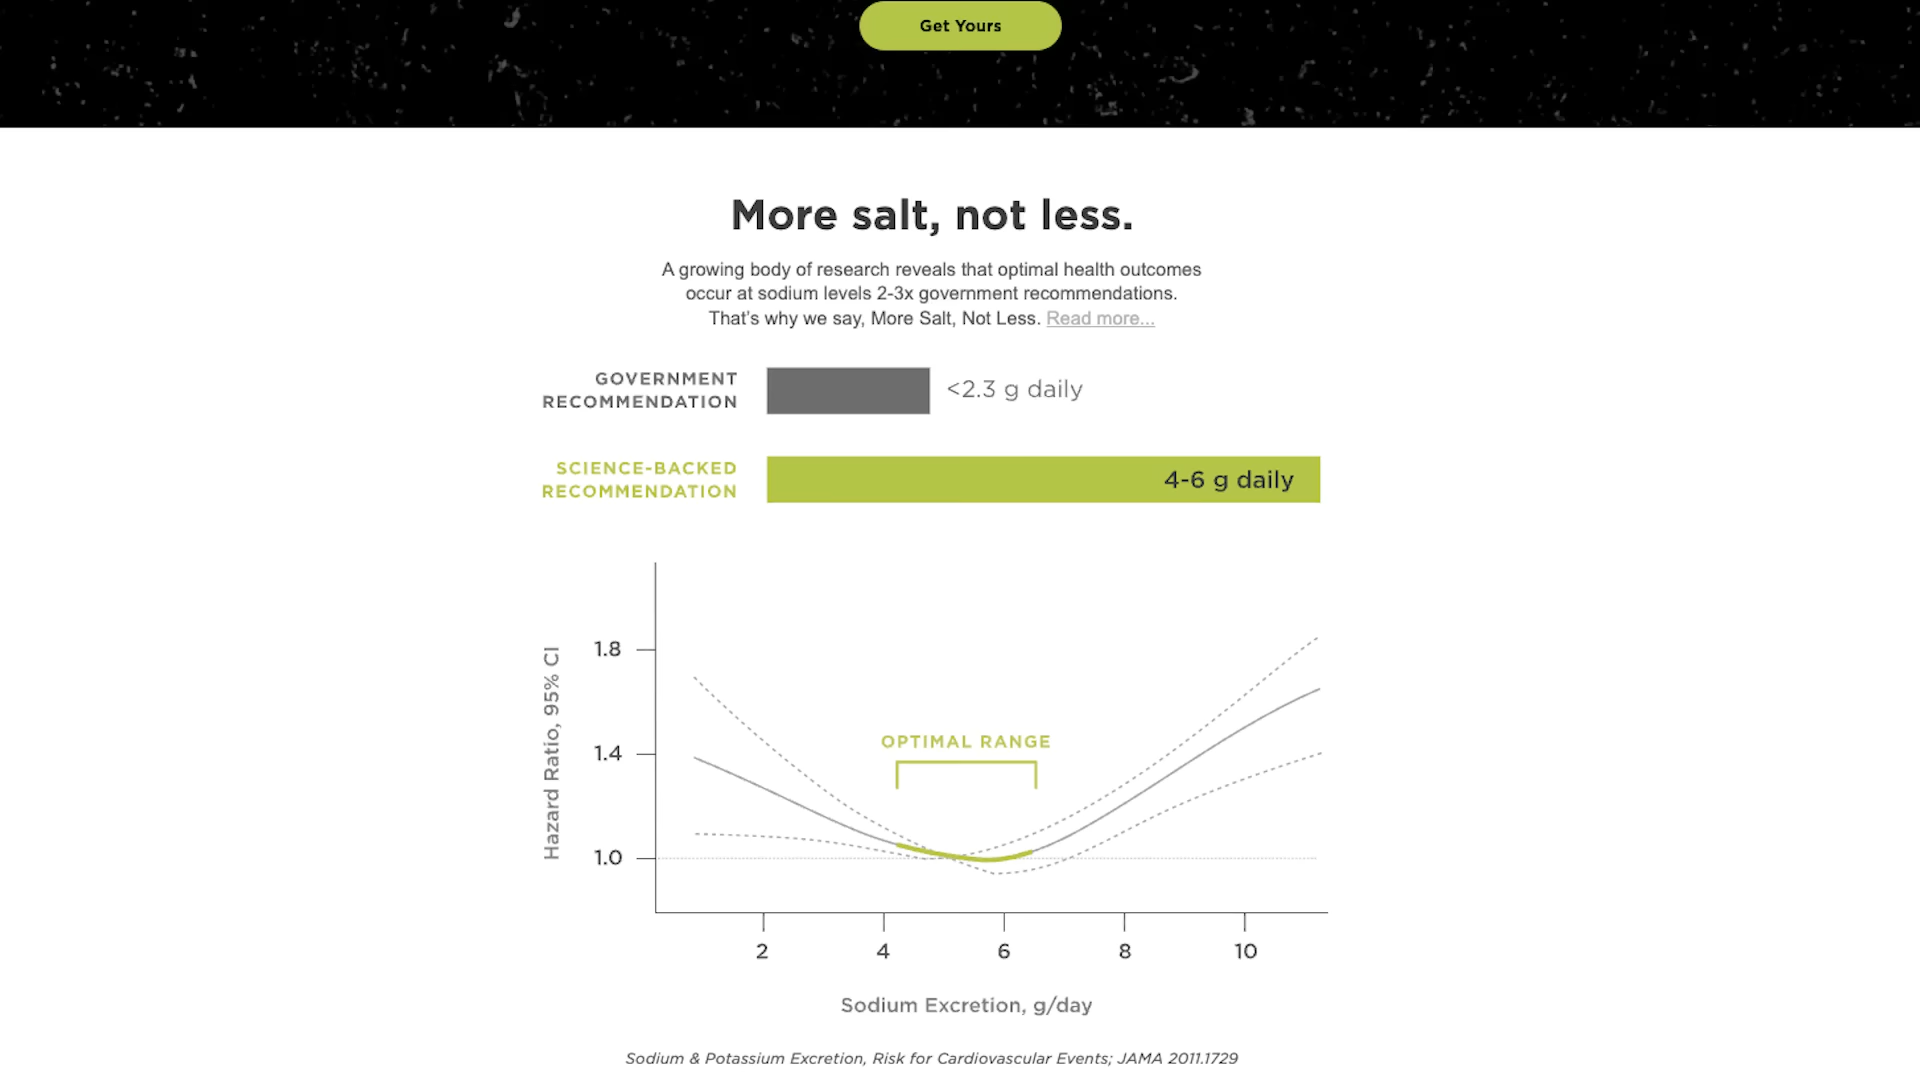 Get Yours
More salt, not less.
A growing body of research reveals that optimal health outcomes
occur at sodium levels 2-3x government recommendations.
That's why we say, More Salt, Not Less. Read more...
GOVERNMENT
RECOMMENDATION
<2.3 g daily
SCIENCE-BACKED
RECOMMENDATION
4-6 g daily
Hazard Ratio, 95% CI
1.8
1.4
1.0
OPTIMAL RANGE
2 4 6 8 10
Sodium Excretion, g/day
Sodium & Potassium Excretion, Risk for Cardiovascular Events; JAMA 2011.1729